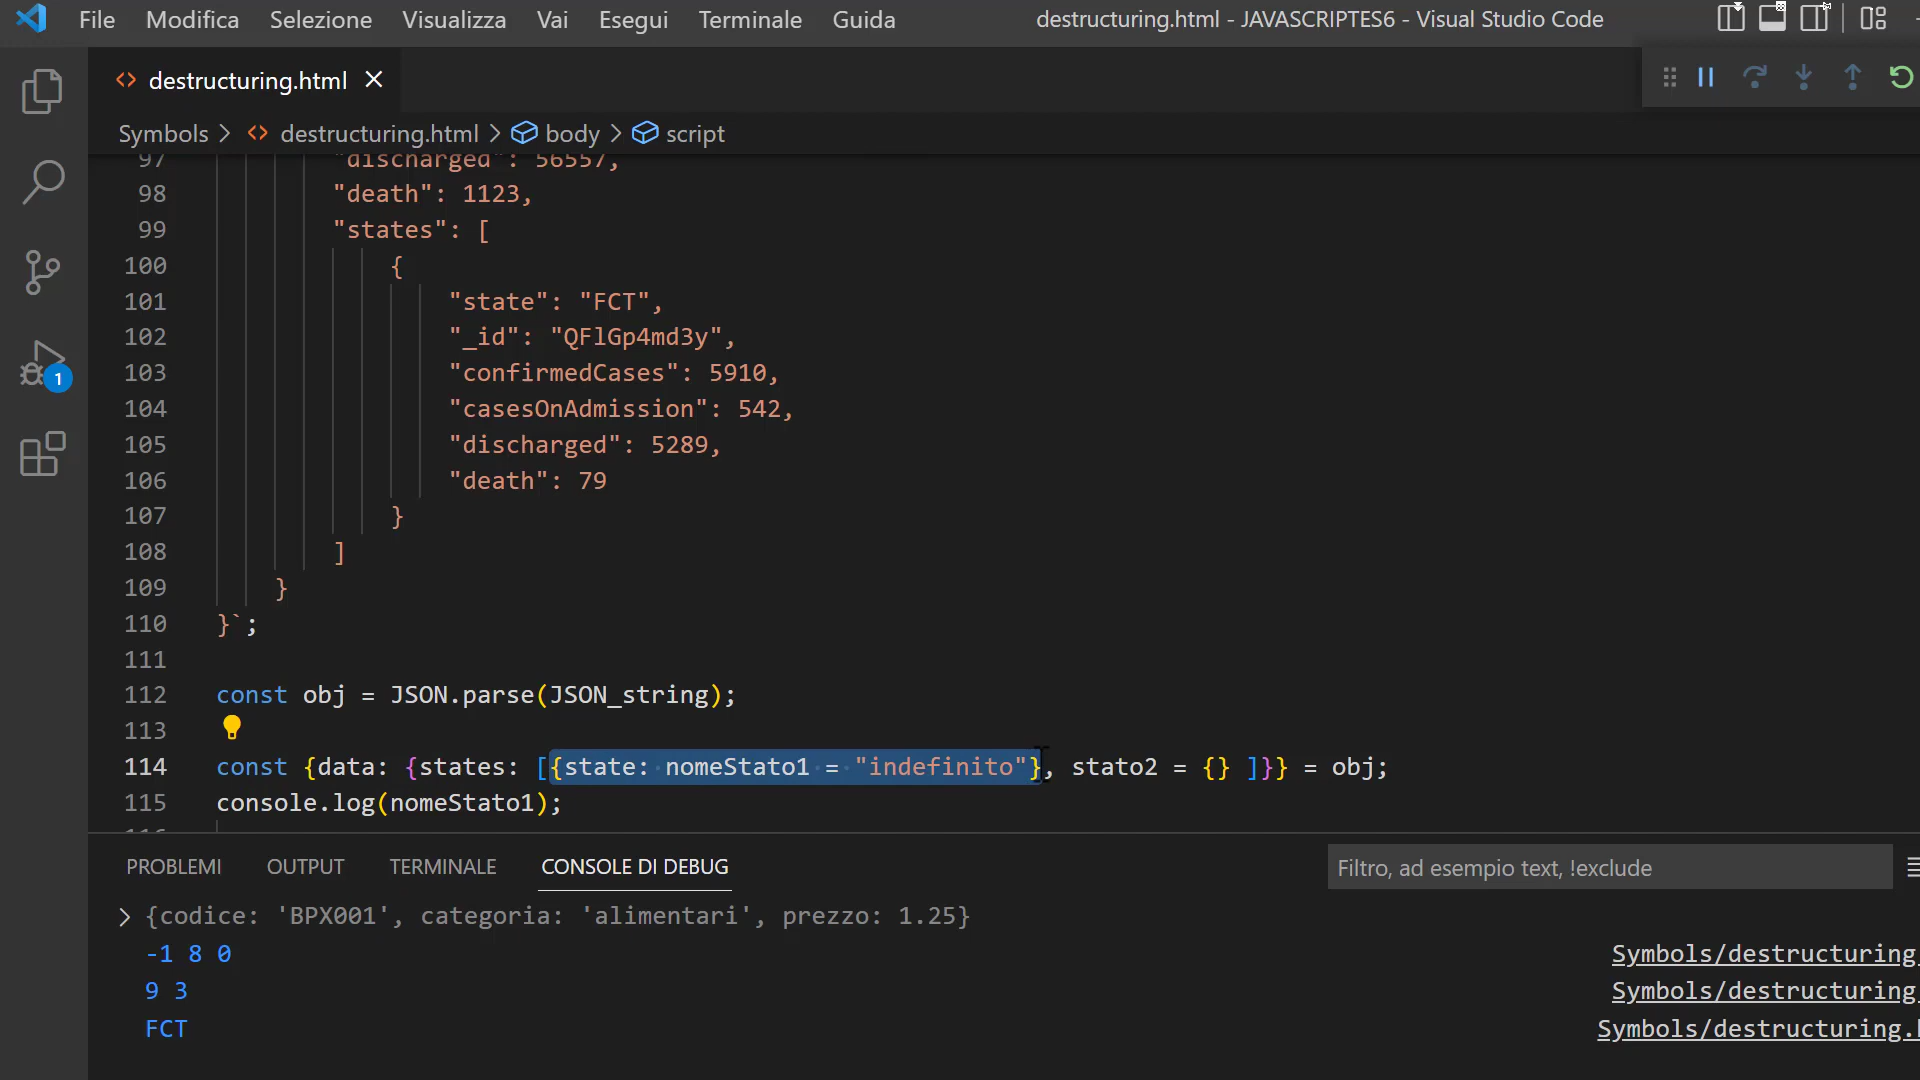 File Modifica Selezione Visualizza Vai Esegui Terminale Guida destructuring.html - JAVASCRIPTES6 - Visual Studio Code
destructuring.html
Symbols > destructuring.html > body > script
97 "discharged": 56557,
98 "death": 1123,
99 "states": [
100 {
101 "state": "FCT",
102 "_id": "QFlGp4md3y",
103 "confirmedCases": 5910,
104 "casesOnAdmission": 542,
105 "discharged": 5289,
106 "death": 79
107 }
108 ]
109 }
110 }`;
111
112 const obj = JSON.parse(JSON_string);
113
114 const {data: {states: [{state: nomeStato1 = "indefinito"}, stato2 = {} ]}} = obj;
115 console.log(nomeStato1);
116
1
PROBLEMI OUTPUT TERMINALE CONSOLE DI DEBUG Filtro, ad esempio text, !exclude
> {codice: 'BPX001', categoria: 'alimentari', prezzo: 1.25}
-1 8 0 Symbols/destructuring.
9 3 Symbols/destructuring.
FCT Symbols/destructuring.